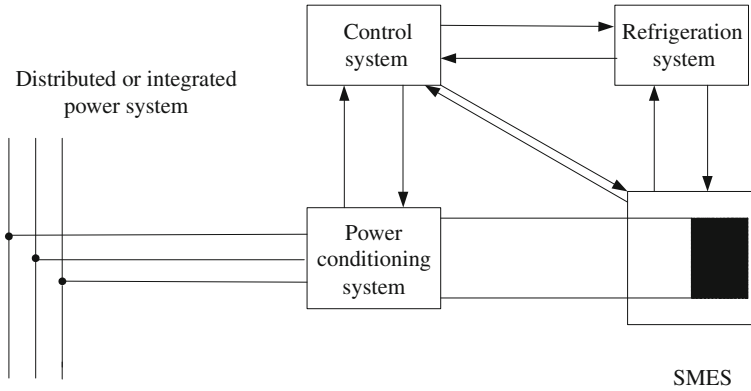 Control
system
Refrigeration
system
Distributed or integrated
power system
Power
conditioning
system
SMES